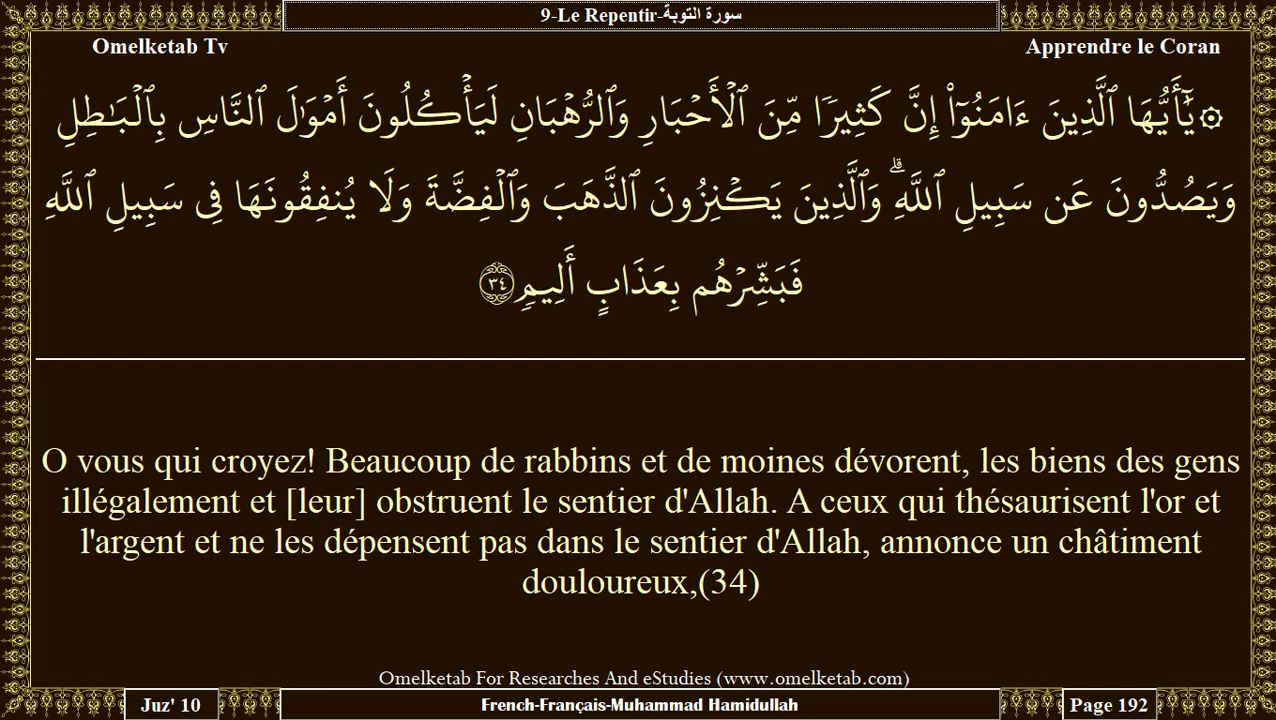 9-Le Repentir-سورة التوبة
Omelketab Tv
Apprendre le Coran
۞ يَٰٓأَيُّهَا ٱلَّذِينَ ءَامَنُوٓا۟ إِنَّ كَثِيرًا مِّنَ ٱلْأَحْبَارِ وَٱلرُّهْبَانِ لَيَأْكُلُونَ أَمْوَٰلَ ٱلنَّاسِ بِٱلْبَٰطِلِ
وَيَصُدُّونَ عَن سَبِيلِ ٱللَّهِ ۗ وَٱلَّذِينَ يَكْنِزُونَ ٱلذَّهَبَ وَٱلْفِضَّةَ وَلَا يُنفِقُونَهَا فِى سَبِيلِ ٱللَّهِ
فَبَشِّرْهُم بِعَذَابٍ أَلِيمٍ ٣٤
O vous qui croyez! Beaucoup de rabbins et de moines dévorent, les biens des gens
illégalement et [leur] obstruent le sentier d'Allah. A ceux qui thésaurisent l'or et
l'argent et ne les dépensent pas dans le sentier d'Allah, annonce un châtiment
douloureux,(34)
Omelketab For Researches And eStudies (www.omelketab.com)
Juz' 10
French-Français-Muhammad Hamidullah
Page 192